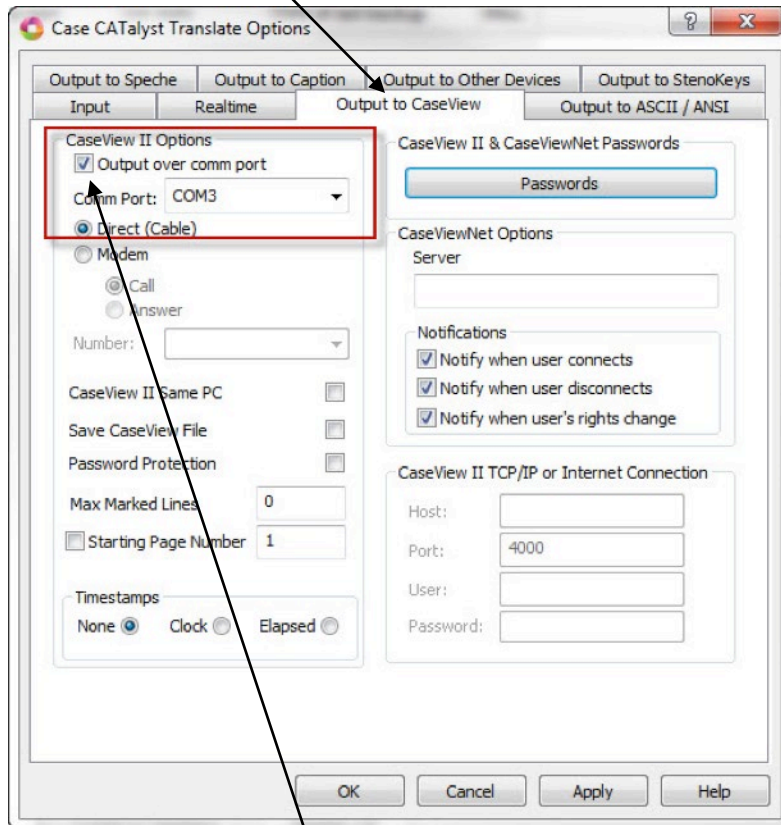 Case CATalyst Translate Options
Output to Speche Output to Caption Output to Other Devices Output to StenoKeys
Input Realtime Output to CaseView Output to ASCII / ANSI
CaseView II Options
Output over comm port
Comm Port: COM3
Direct (Cable)
Modem
Call
Answer
Number:
CaseView II Same PC
Save CaseView File
Password Protection
Max Marked Lines 0
Starting Page Number 1
Timestamps
None Clock Elapsed
CaseView II & CaseViewNet Passwords
Passwords
CaseViewNet Options
Server
Notifications
Notify when user connects
Notify when user disconnects
Notify when user's rights change
CaseView II TCP/IP or Internet Connection
Host:
Port: 4000
User:
Password:
OK Cancel Apply Help